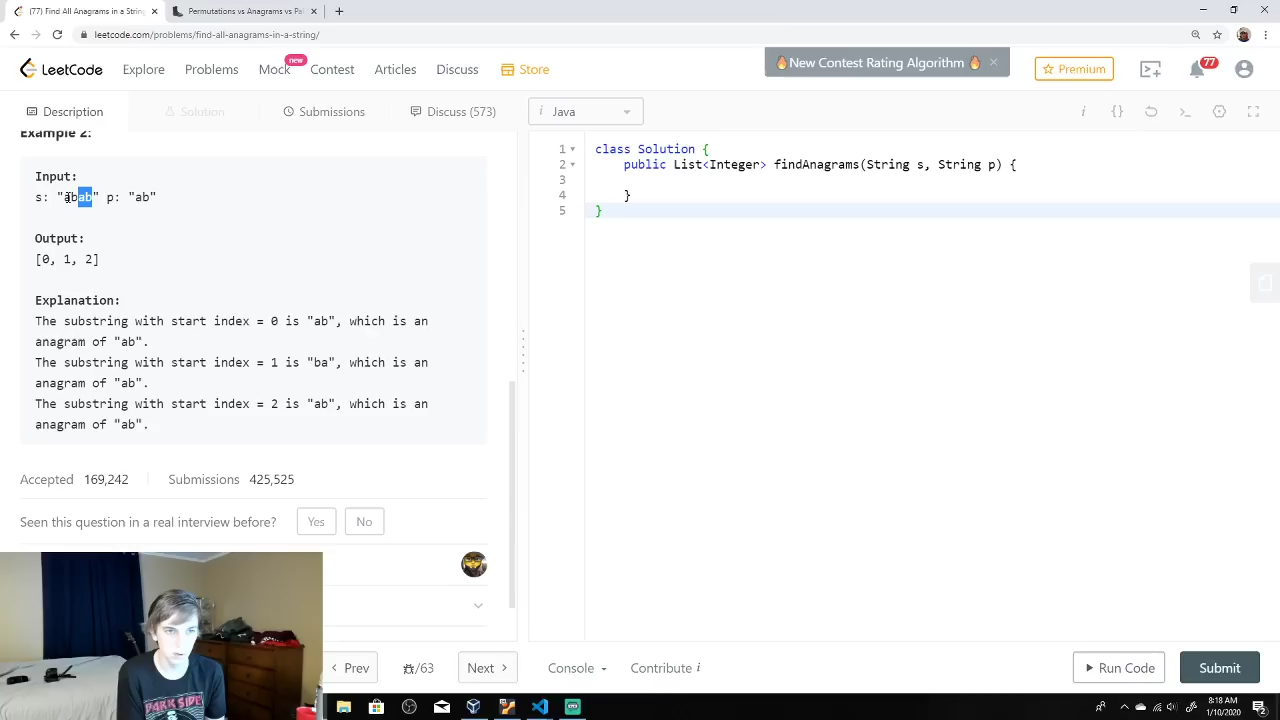 (77) Find All Anagrams in a String
Permutations vs Anagrams vs Pal
leetcode.com/problems/find-all-anagrams-in-a-string/
LeetCode Explore Problems Mock new Contest Articles Discuss Store
New Contest Rating Algorithm
Premium 77
Description Solution Submissions Discuss (573)
i Java
Example 2:
Input:
s: "abab" p: "ab"
Output:
[0, 1, 2]
Explanation:
The substring with start index = 0 is "ab", which is an
anagram of "ab".
The substring with start index = 1 is "ba", which is an
anagram of "ab".
The substring with start index = 2 is "ab", which is an
anagram of "ab".
Accepted 169,242 Submissions 425,525
Seen this question in a real interview before? Yes No
1 class Solution {
2 public List<Integer> findAnagrams(String s, String p) {
3
4 }
5 }
DARK SIDE
Prev /63 Next Console Contribute i Run Code Submit
8:18 AM
1/10/2020